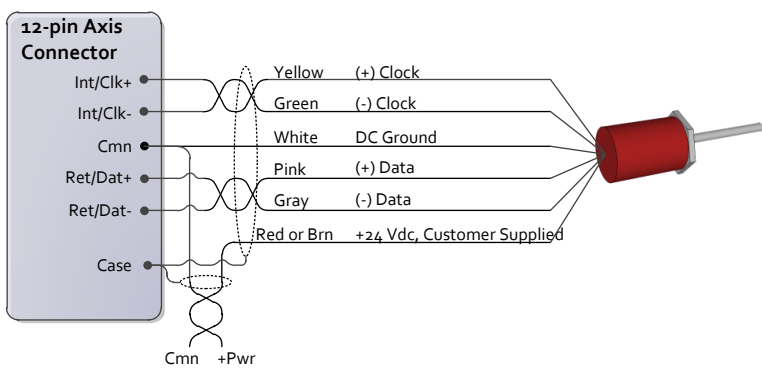 12-pin Axis
Connector
Int/Clk+
Yellow (+) Clock
Int/Clk-
Green (-) Clock
Cmn
White DC Ground
Ret/Dat+
Pink (+) Data
Ret/Dat-
Gray (-) Data
Red or Brn +24 Vdc, Customer Supplied
Case
Cmn +Pwr